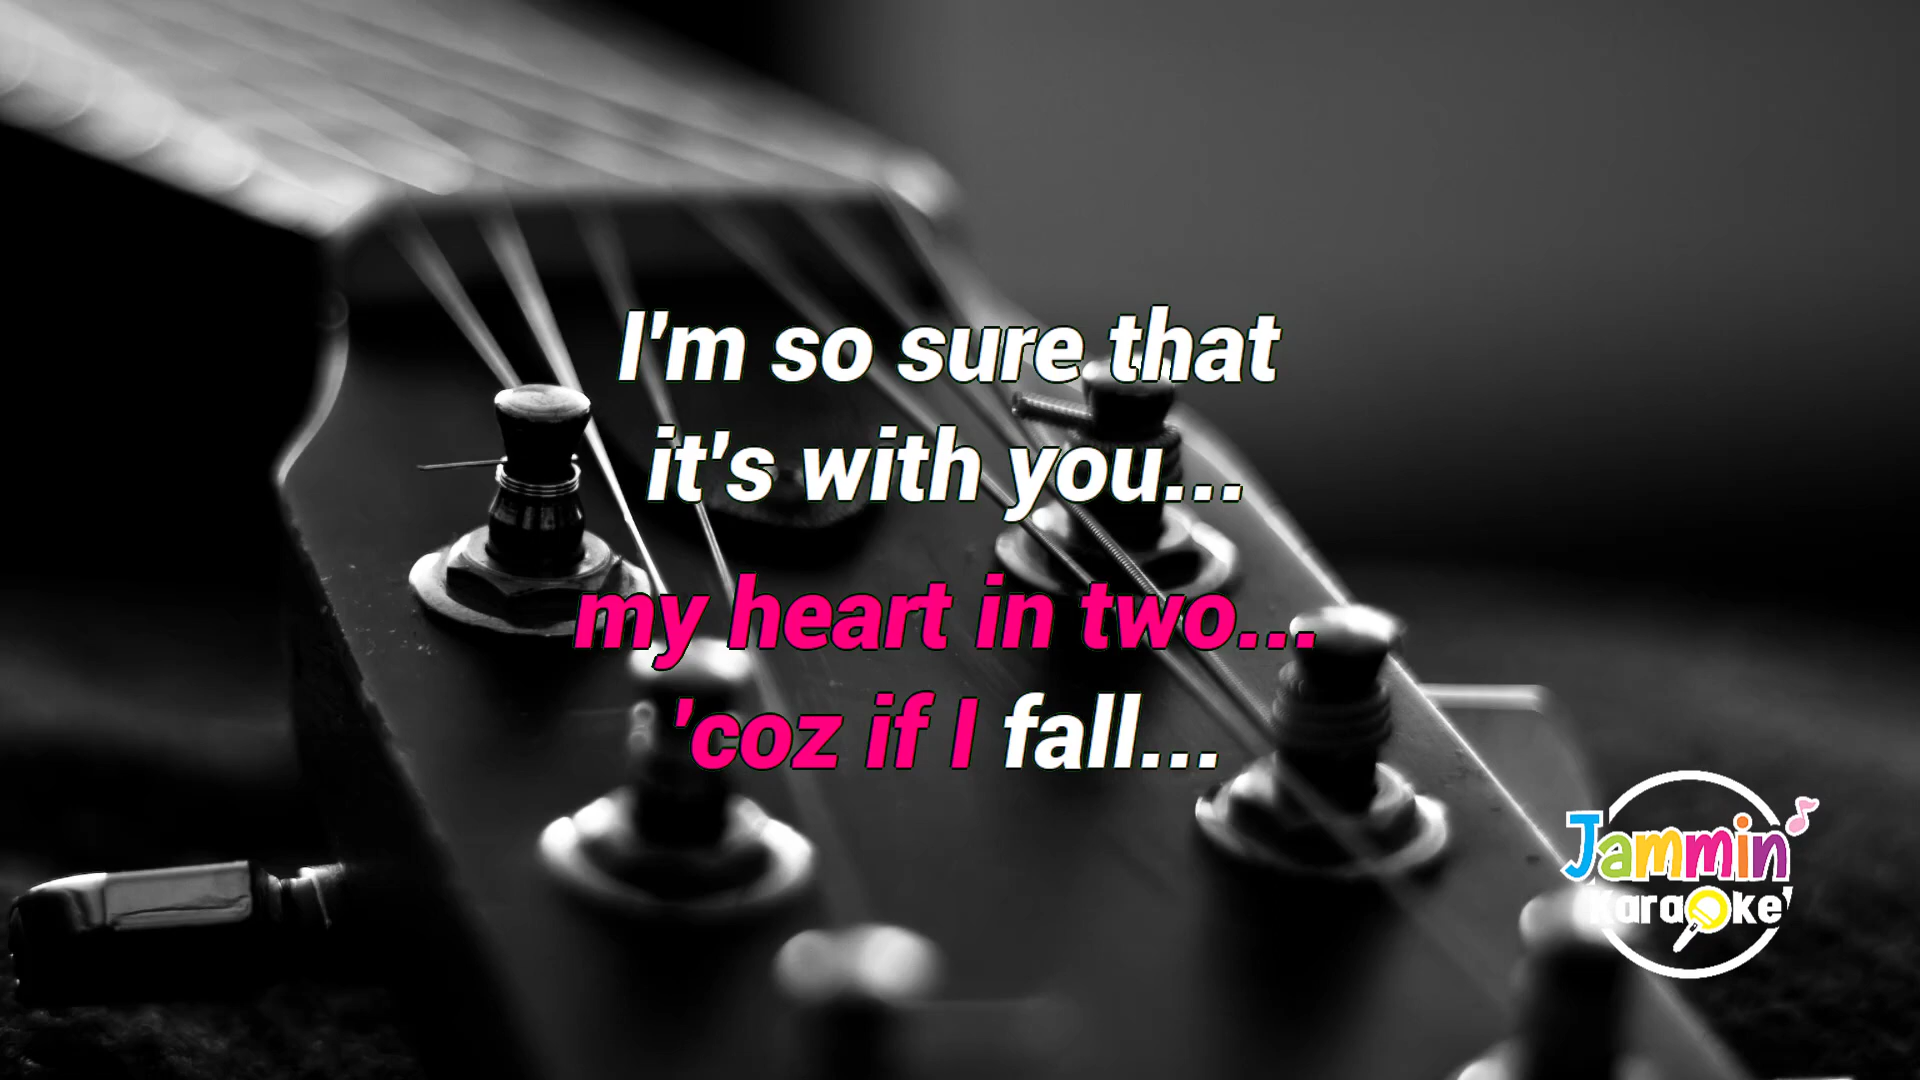 I'm so sure that
it's with you...
my heart in two...
'coz if I fall...
Jammin'
Karaoke